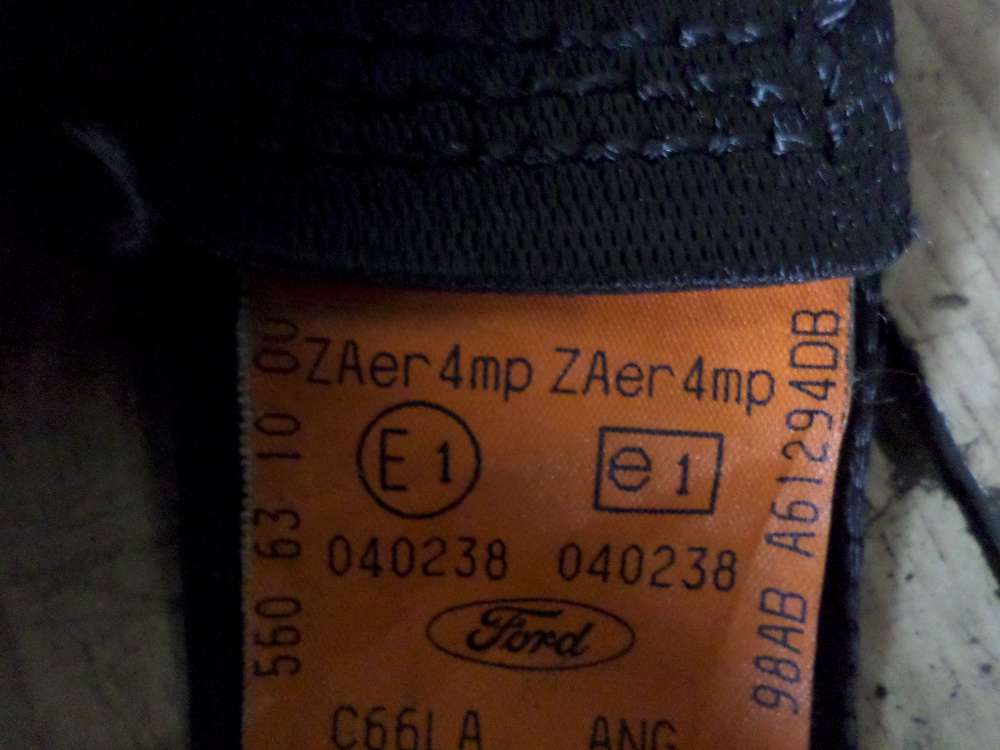 ZAer4mp ZAer4mp
E1 e1
040238 040238
Ford
C66LA ANG
560 63 10 00
98AB A61294DB